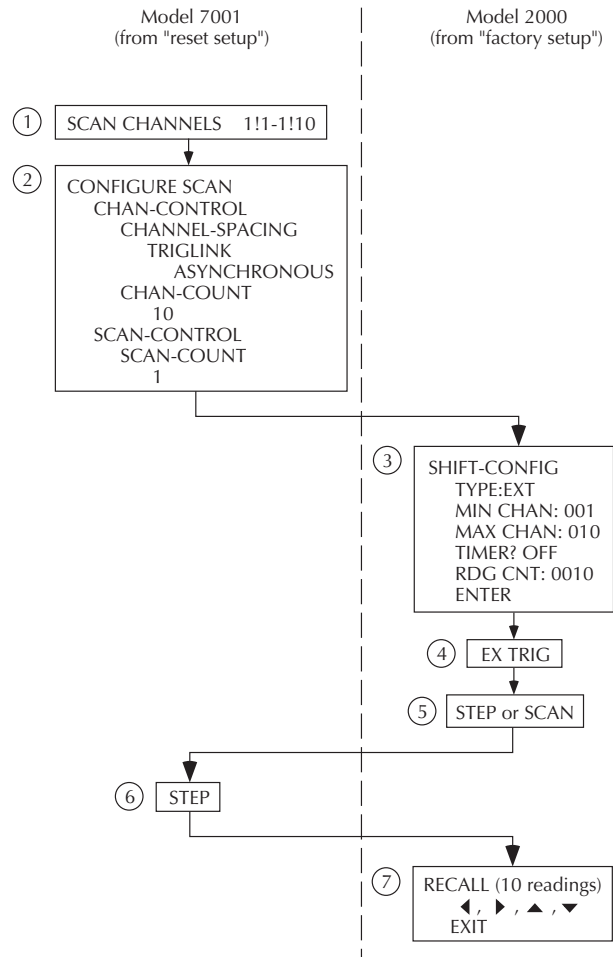 Model 7001
(from "reset setup")
Model 2000
(from "factory setup")
1
SCAN CHANNELS 1!1-1!10
2
CONFIGURE SCAN
CHAN-CONTROL
CHANNEL-SPACING
TRIGLINK
ASYNCHRONOUS
CHAN-COUNT
10
SCAN-CONTROL
SCAN-COUNT
1
3
SHIFT-CONFIG
TYPE:EXT
MIN CHAN: 001
MAX CHAN: 010
TIMER? OFF
RDG CNT: 0010
ENTER
4
EX TRIG
5
STEP or SCAN
6
STEP
7
RECALL (10 readings)
◀ , ▶ , ▲ , ▼
EXIT